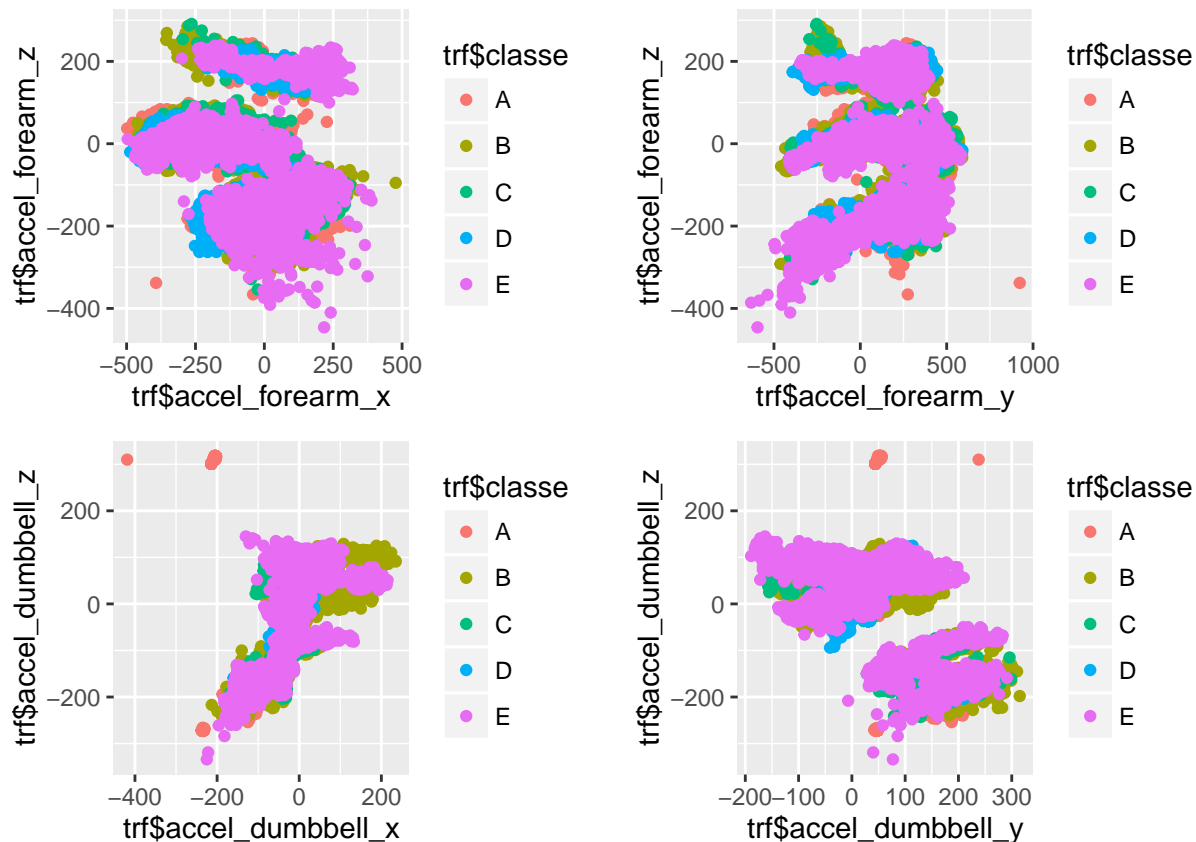 trf$accel_forearm_z
200
0
−200
−400
−500
−250
0
250
500
trf$accel_forearm_x
trf$classe
A
B
C
D
E
trf$accel_forearm_z
200
0
−200
−400
−500
0
500
1000
trf$accel_forearm_y
trf$classe
A
B
C
D
E
trf$accel_dumbbell_z
200
0
−200
−400
−200
0
200
trf$accel_dumbbell_x
trf$classe
A
B
C
D
E
trf$accel_dumbbell_z
200
0
−200
−200
−100
0
100
200
300
trf$accel_dumbbell_y
trf$classe
A
B
C
D
E